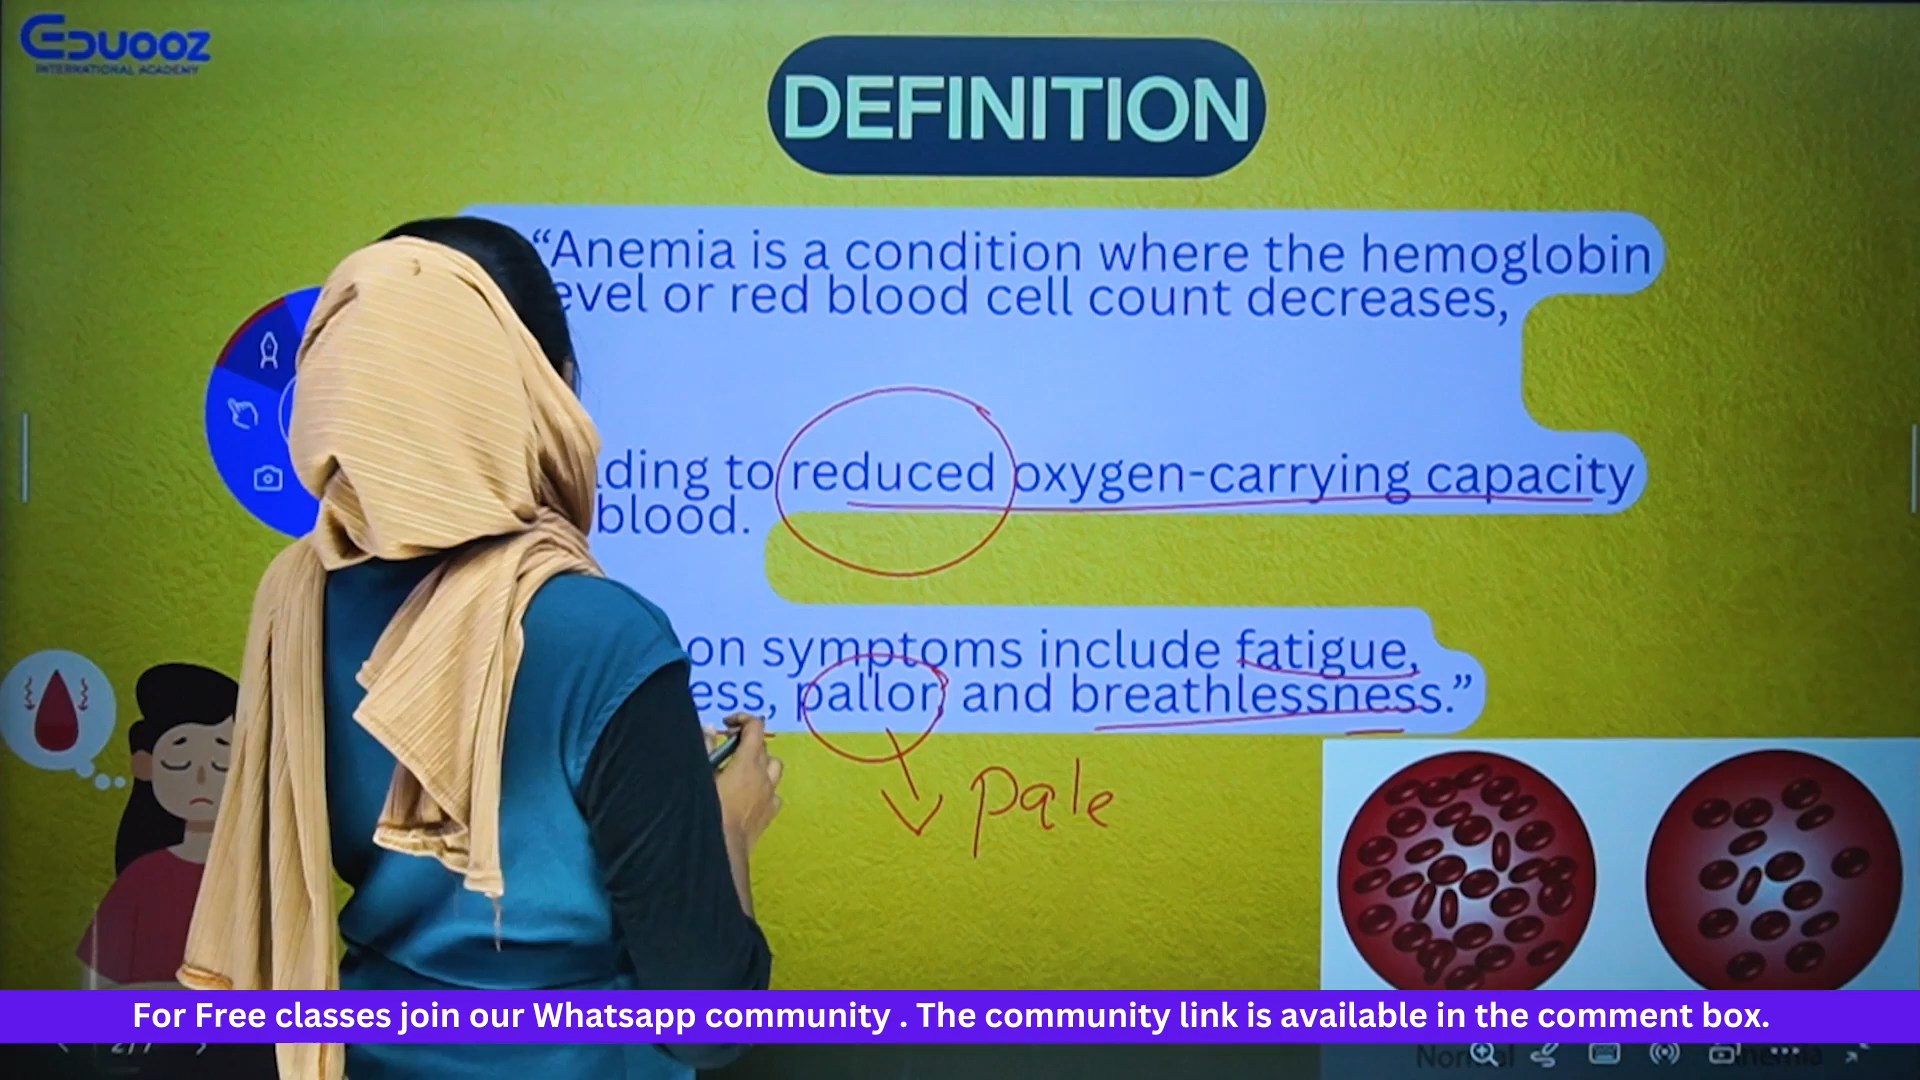 EDUOOZ
INTERNATIONAL ACADEMY
DEFINITION
“Anemia is a condition where the hemoglobin
evel or red blood cell count decreases,
ding to reduced oxygen-carrying capacity
blood.
on symptoms include fatigue,
ess, pallor, and breathlessness.”
pale
For Free classes join our Whatsapp community . The community link is available in the comment box.